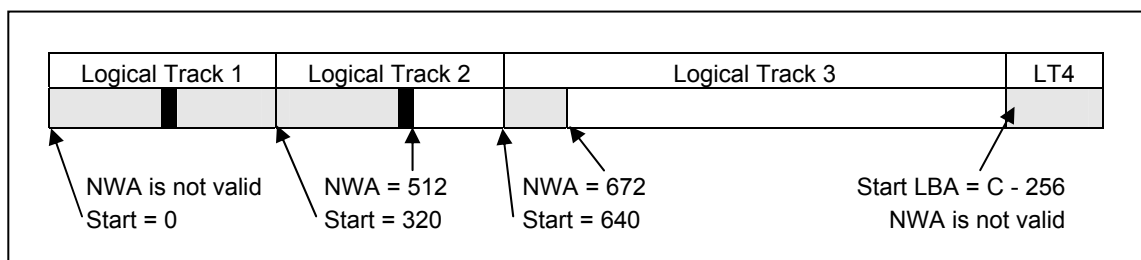 Logical Track 1 Logical Track 2 Logical Track 3 LT4
NWA is not valid NWA = 512 NWA = 672 Start LBA = C - 256
Start = 0 Start = 320 Start = 640 NWA is not valid